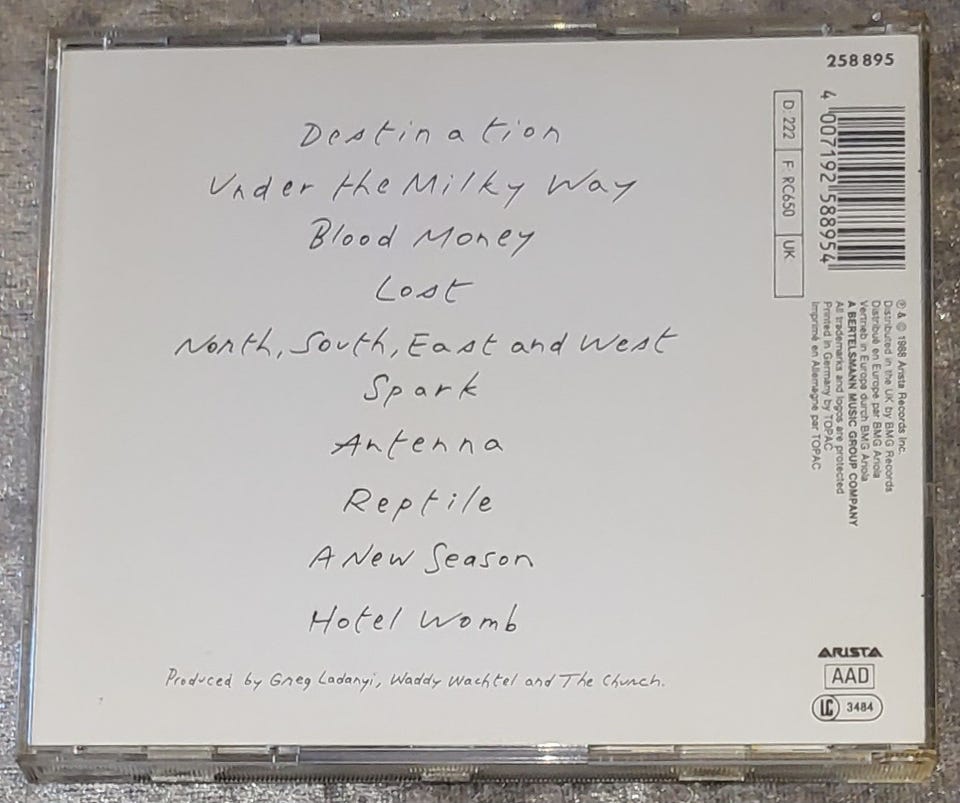 258 895
Destination
Under the Milky Way
Blood Money
Lost
North, South, East and West
Spark
Antenna
Reptile
A New Season
Hotel Womb
Produced by Greg Ladanyi, Waddy Wachtel and The Church.
D: 222 F: RC650 UK
4 007192 588954
℗ & © 1988 Arista Records Inc.
Distributed in the UK by BMG Records
Distribué en Europe par BMG Ariola
Vertrieb in Europa durch BMG Ariola
A BERTELSMANN MUSIC GROUP COMPANY
All trademarks and logos are protected
Printed in Germany by TOPAC
Imprimé en Allemagne par TOPAC
ARISTA
AAD
LC 3484